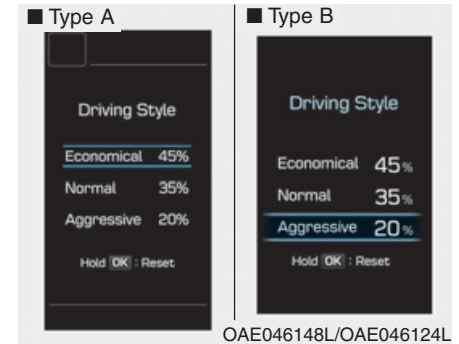 ■ Type A
Driving Style
Economical 45%
Normal 35%
Aggressive 20%
Hold OK : Reset
■ Type B
Driving Style
Economical 45%
Normal 35%
Aggressive 20%
Hold OK : Reset
OAE046148L/OAE046124L